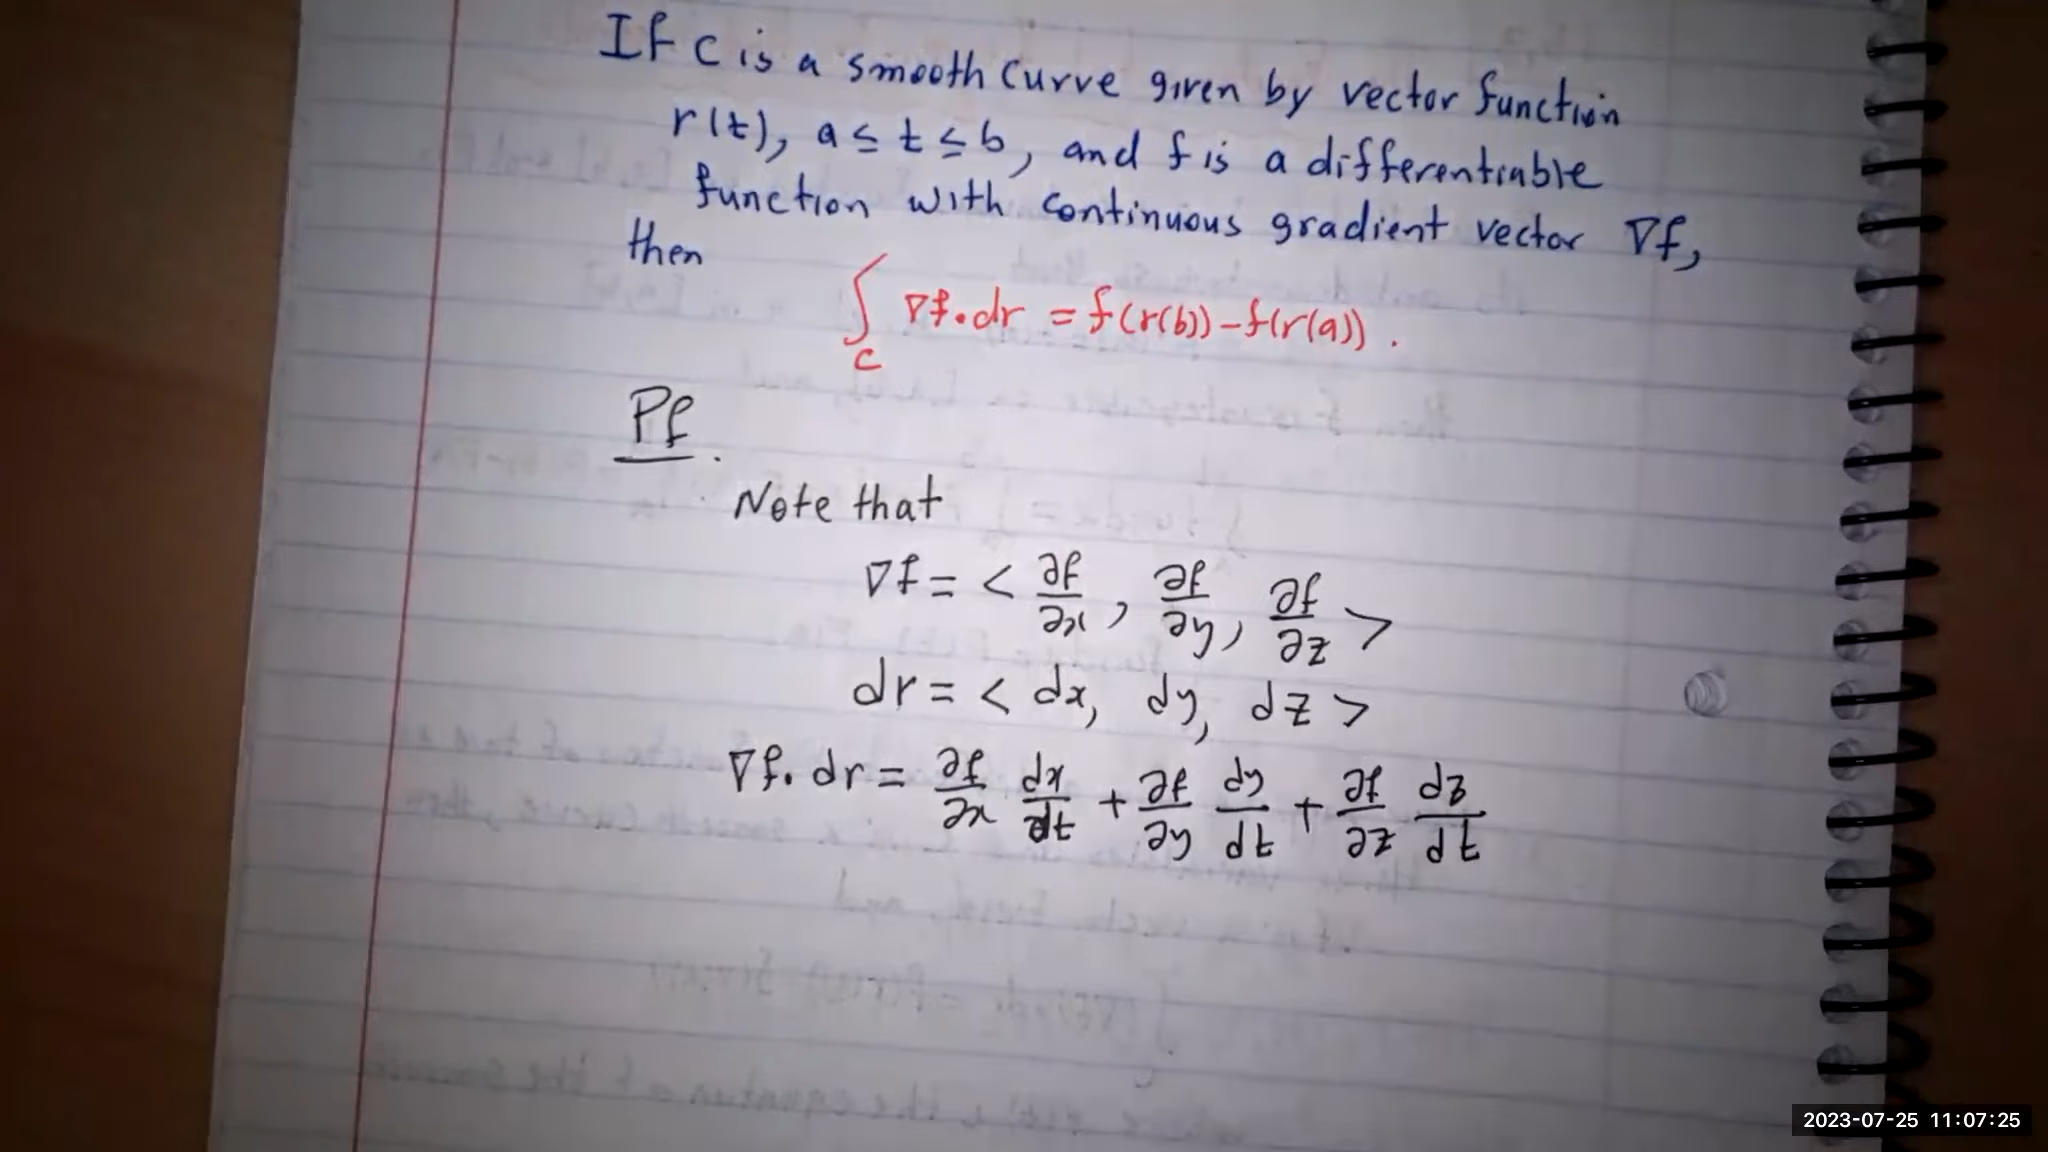 If C is a smooth curve given by vector function
r(t), a ≤ t ≤ b, and f is a differentiable
function with continuous gradient vector ∇f,
then
∫_C ∇f · dr = f(r(b)) - f(r(a)).
Pf.
Note that
∇f = < ∂f/∂x, ∂f/∂y, ∂f/∂z >
dr = < dx, dy, dz >
∇f · dr = ∂f/∂x dx/dt + ∂f/∂y dy/dt + ∂f/∂z dz/dt
2023-07-25 11:07:25